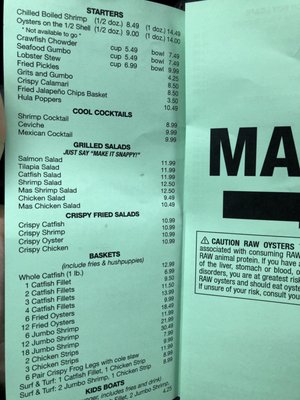 STARTERS
Chilled Boiled Shrimp (1/2 doz.) 8.49 (1 doz.) 14.49
Oysters on the 1/2 Shell (1/2 doz.) 9.00 (1 doz.) 14.00
* Not available to go *
Crawfish Chowder cup 5.49 bowl 7.49
Seafood Gumbo cup 5.49 bowl 7.49
Lobster Stew cup 6.99 bowl 9.99
Fried Pickles
Grits and Gumbo 8.50
Crispy Calamari 8.50
Fried Jalapeño Chips Basket 3.50
Hula Poppers 10.49
COOL COCKTAILS
Shrimp Cocktail 8.99
Ceviche 9.99
Mexican Cocktail 9.99
GRILLED SALADS
JUST SAY "MAKE IT SNAPPY!"
Salmon Salad 11.99
Tilapia Salad 11.99
Catfish Salad 11.99
Shrimp Salad 12.50
Mas Shrimp Salad 12.50
Chicken Salad 9.49
Mas Chicken Salad 10.49
CRISPY FRIED SALADS
Crispy Catfish 10.99
Crispy Shrimp 10.99
Crispy Oyster 10.99
Crispy Chicken
BASKETS
(include fries & hushpuppies)
Whole Catfish (1 lb.) 12.99
1 Catfish Fillet
2 Catfish Fillets
3 Catfish Fillets
4 Catfish Fillets
6 Fried Oysters
12 Fried Oysters
6 Jumbo Shrimp
12 Jumbo Shrimp
18 Jumbo Shrimp
2 Chicken Strips
3 Chicken Strips
6 Pair Crispy Frog Legs with cole slaw
Surf & Turf: 1 Catfish Fillet, 1 Chicken Strip
Surf & Turf: 2 Jumbo Shrimp, 1 Chicken Strip
KIDS BOATS
fries and drink)
Fillet, 2 Jumbo Shrimp) 4.25
MA
CAUTION RAW OYSTERS
associated with consuming RAW
RAW animal protein. If you have
of the liver, stomach or blood, or
disorders, you are at greatest risk
RAW oysters and should eat oysters
If unsure of your risk, consult